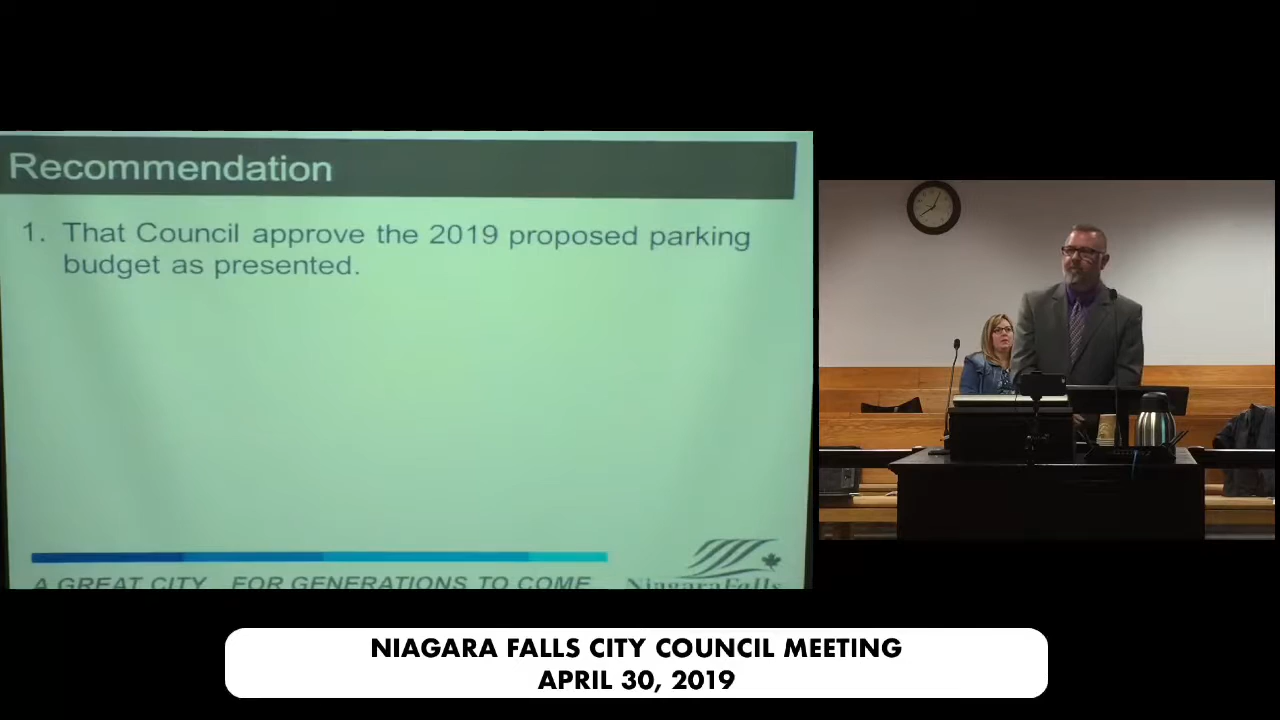 Recommendation
1. That Council approve the 2019 proposed parking
budget as presented.
A GREAT CITY...FOR GENERATIONS TO COME
NiagaraFalls
NIAGARA FALLS CITY COUNCIL MEETING
APRIL 30, 2019